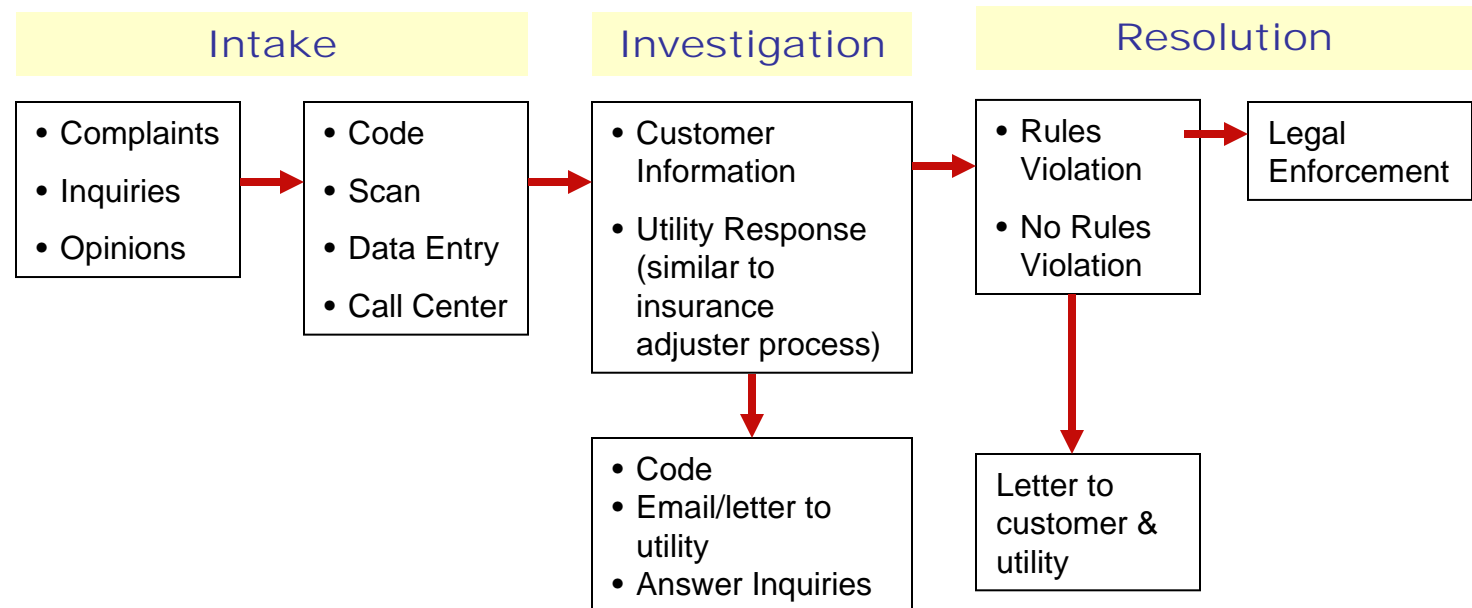 Intake
Investigation
Resolution
• Complaints
• Inquiries
• Opinions
• Code
• Scan
• Data Entry
• Call Center
• Customer
Information
• Utility Response
(similar to
insurance
adjuster process)
• Code
• Email/letter to
utility
• Answer Inquiries
• Rules
Violation
• No Rules
Violation
Legal
Enforcement
Letter to
customer &
utility